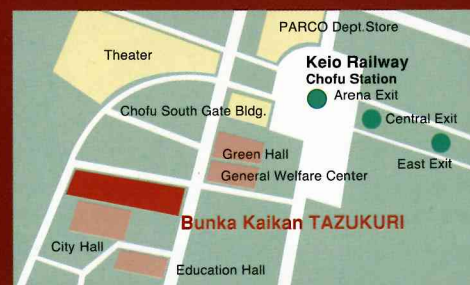 PARCO Dept.Store
Theater
Keio Railway
Chofu Station
Arena Exit
Chofu South Gate Bldg.
Central Exit
Green Hall
East Exit
General Welfare Center
Bunka Kaikan TAZUKURI
City Hall
Education Hall